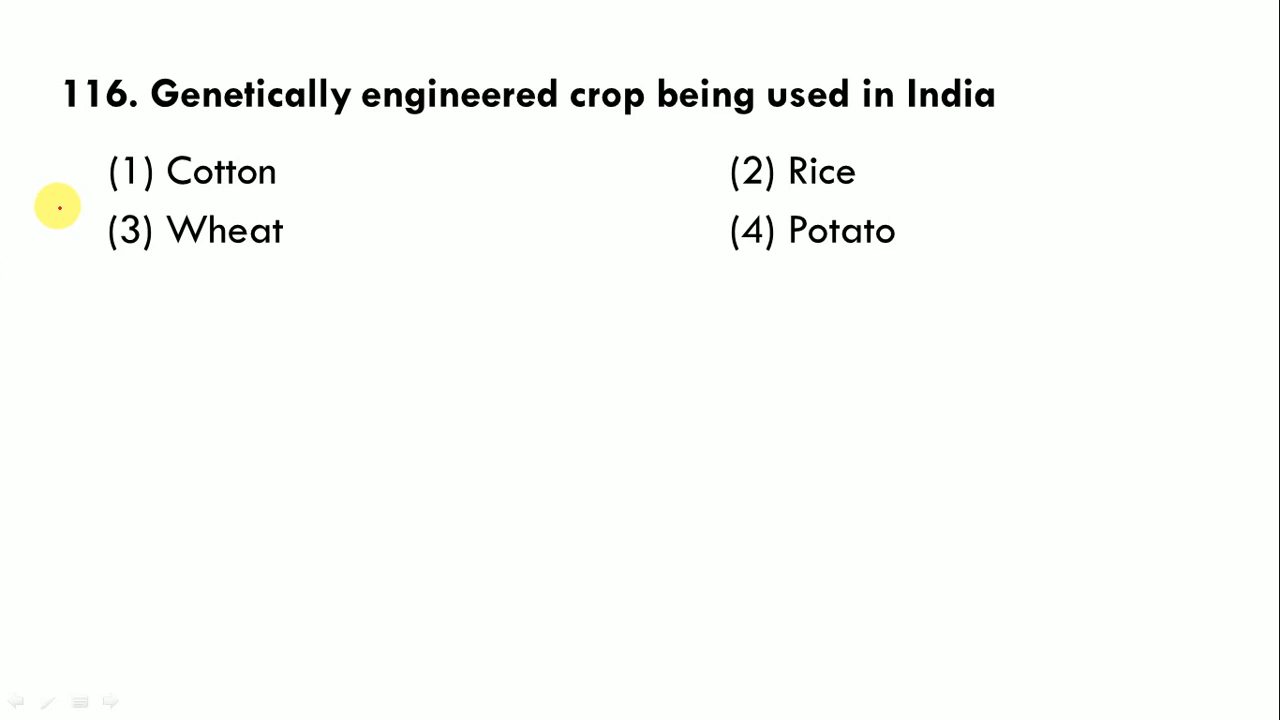 116. Genetically engineered crop being used in India
(1) Cotton (2) Rice
(3) Wheat (4) Potato